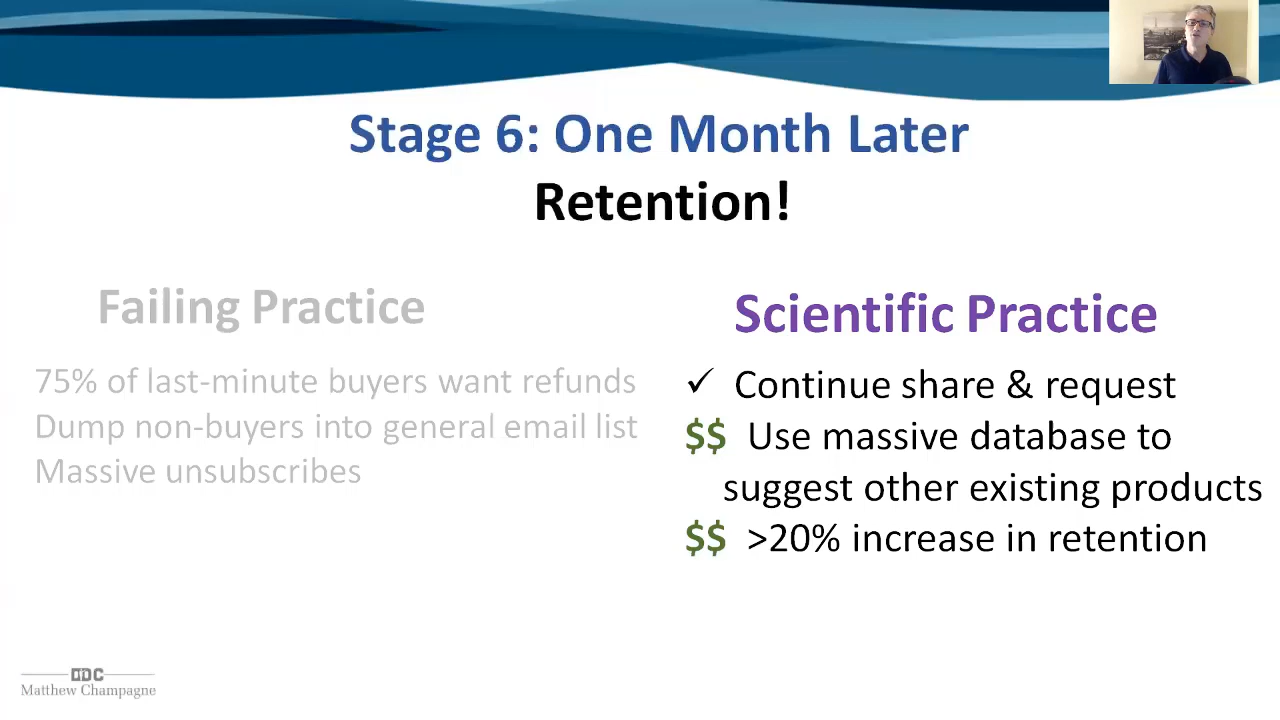 Stage 6: One Month Later
Retention!
Failing Practice
75% of last-minute buyers want refunds
Dump non-buyers into general email list
Massive unsubscribes
Scientific Practice
✓ Continue share & request
$$ Use massive database to
suggest other existing products
$$ >20% increase in retention
DDC
Matthew Champagne